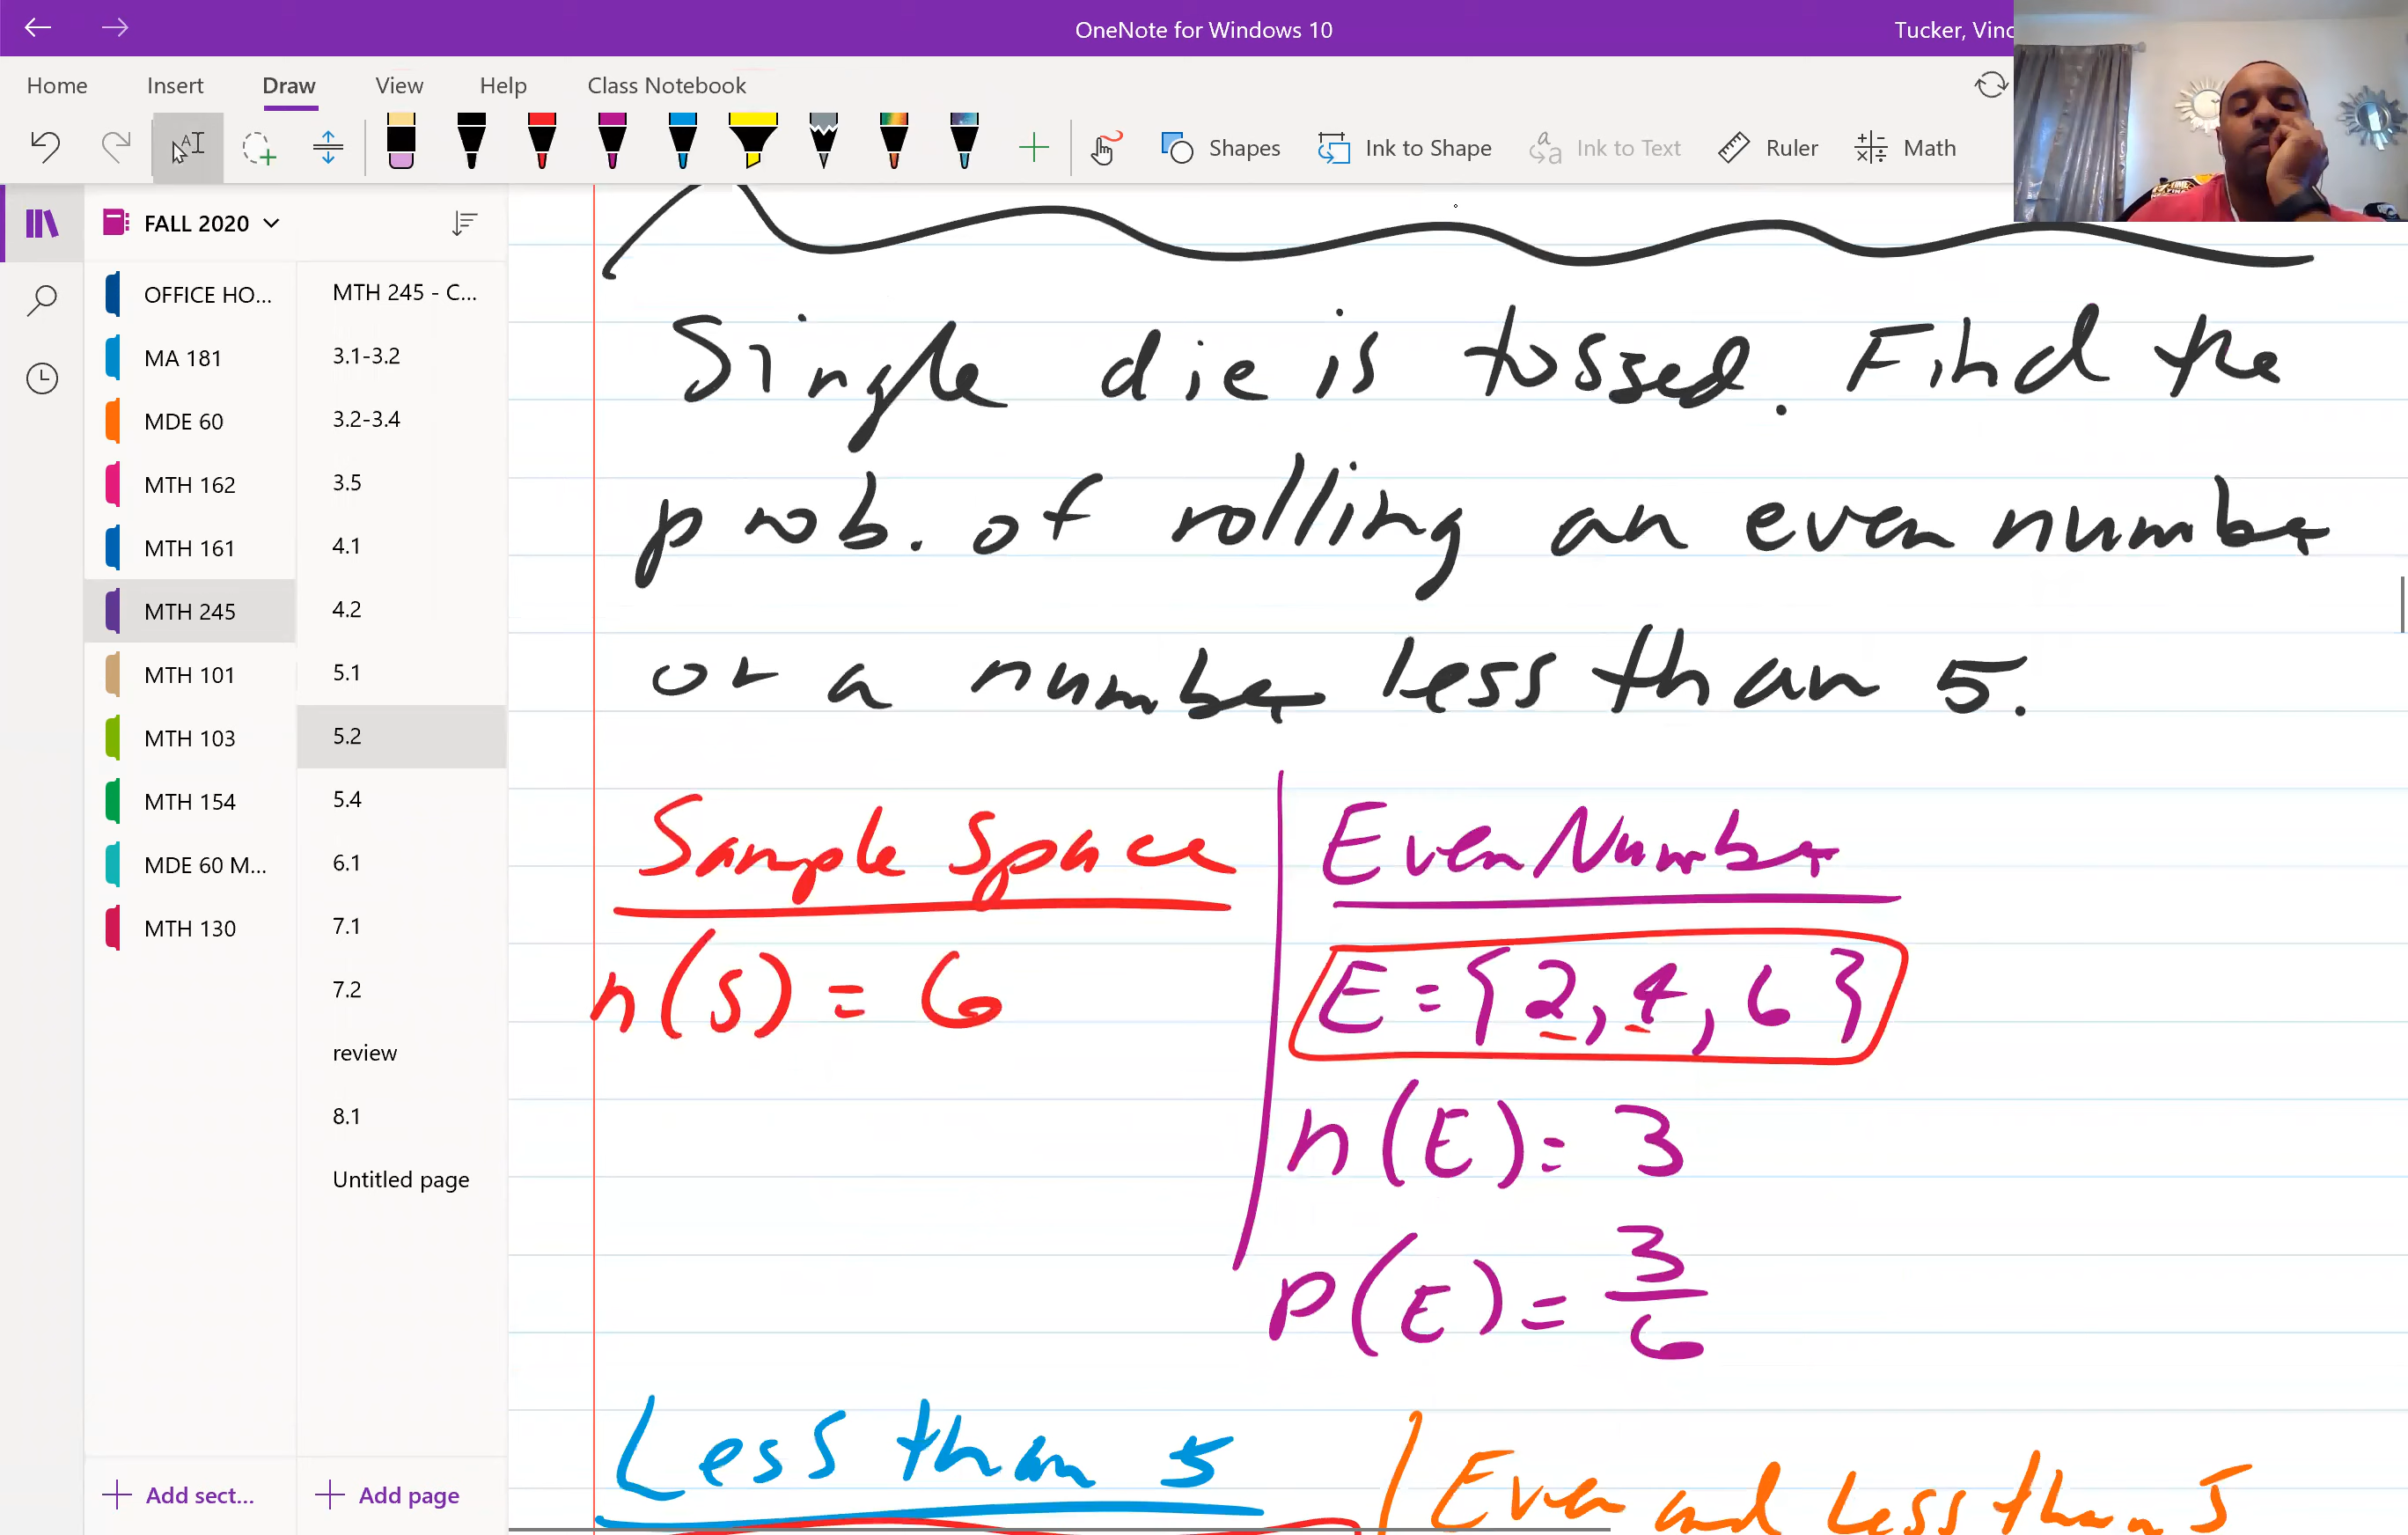 OneNote for Windows 10
Tucker, Vinc
Home Insert Draw View Help Class Notebook
Shapes Ink to Shape Ink to Text Ruler Math
FALL 2020
OFFICE HO...
MA 181
MDE 60
MTH 162
MTH 161
MTH 245
MTH 101
MTH 103
MTH 154
MDE 60 M...
MTH 130
Add sect...
MTH 245 - C...
3.1-3.2
3.2-3.4
3.5
4.1
4.2
5.1
5.2
5.4
6.1
7.1
7.2
review
8.1
Untitled page
Add page
Single die is tossed. Find the
prob. of rolling an even number
or a number less than 5.
Sample Space
n(S) = 6
Even Number
E = {2, 4, 6}
n(E) = 3
P(E) = 3/6
Less than 5
Even and Less than 5